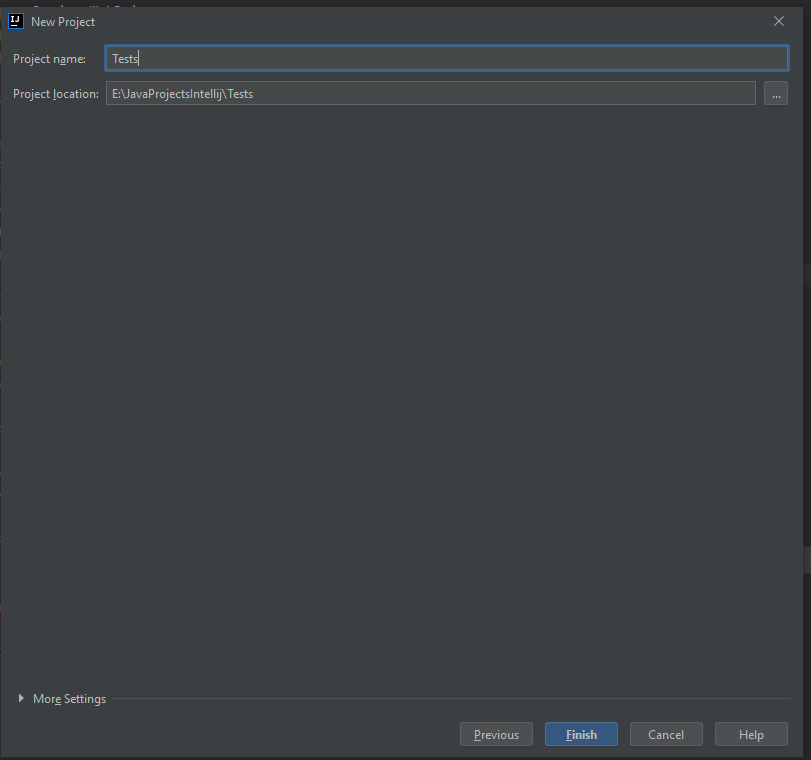 New Project
Project name: Tests
Project location: E:\JavaProjectsIntellij\Tests ...
More Settings
Previous Finish Cancel Help